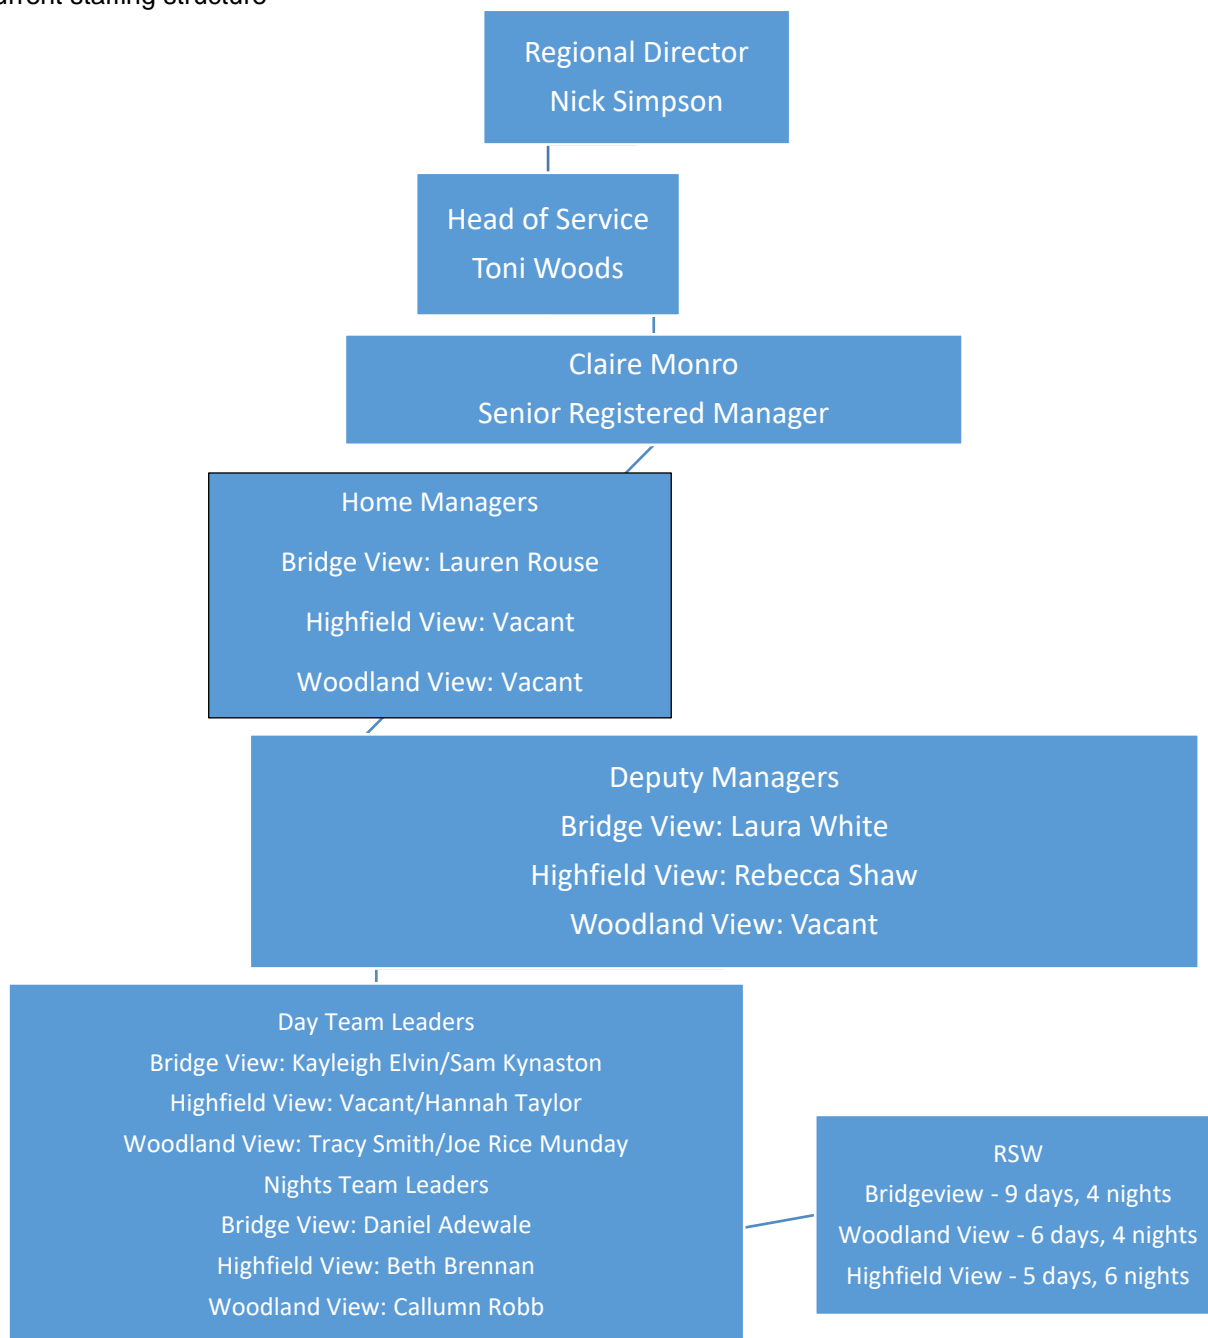 staffing structure
Regional Director
Nick Simpson
Head of Service
Toni Woods
Claire Monro
Senior Registered Manager
Home Managers
Bridge View: Lauren Rouse
Highfield View: Vacant
Woodland View: Vacant
Deputy Managers
Bridge View: Laura White
Highfield View: Rebecca Shaw
Woodland View: Vacant
Day Team Leaders
Bridge View: Kayleigh Elvin/Sam Kynaston
Highfield View: Vacant/Hannah Taylor
Woodland View: Tracy Smith/Joe Rice Munday
Nights Team Leaders
Bridge View: Daniel Adewale
Highfield View: Beth Brennan
Woodland View: Callumn Robb
RSW
Bridgeview - 9 days, 4 nights
Woodland View - 6 days, 4 nights
Highfield View - 5 days, 6 nights